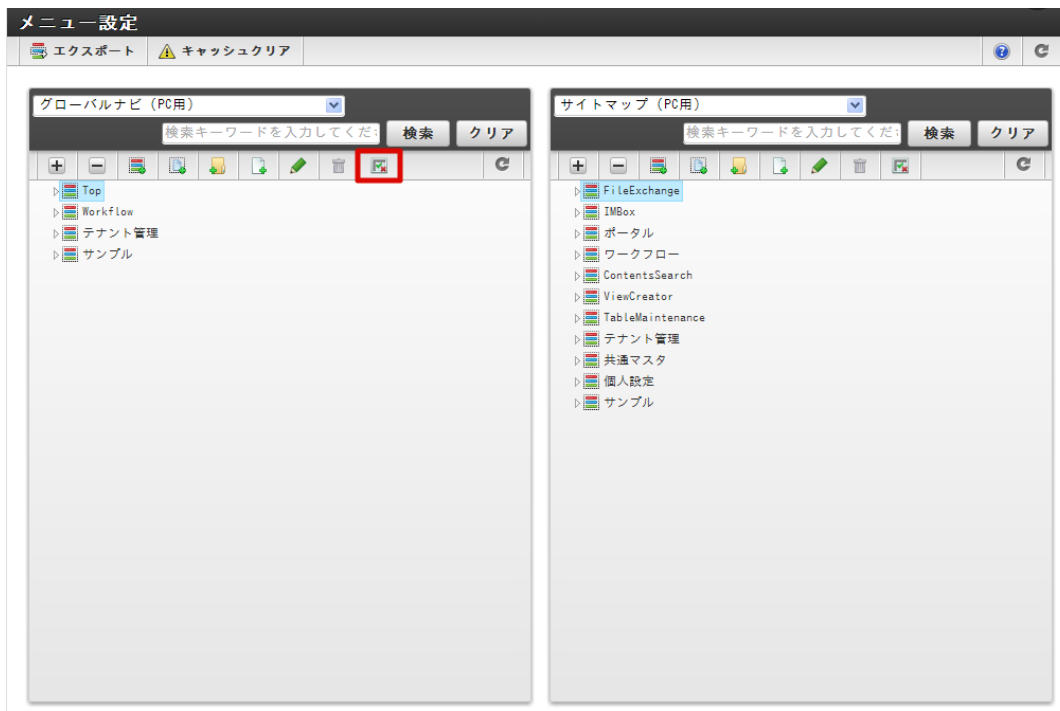 メニュー設定
エクスポート キャッシュクリア
グローバルナビ (PC用)
検索キーワードを入力してくだ 検索 クリア
Top
Workflow
テナント管理
サンプル
サイトマップ (PC用)
検索キーワードを入力してくだ 検索 クリア
FileExchange
IMBox
ポータル
ワークフロー
ContentsSearch
ViewCreator
TableMaintenance
テナント管理
共通マスタ
個人設定
サンプル